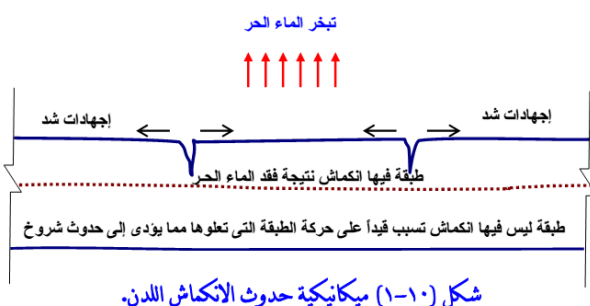 تبخر الماء الحر
إجهادات شد
إجهادات شد
طبقة فيها انكماش نتيجة فقد الماء الحر
طبقة ليس فيها انكماش تسبب قيداً على حركة الطبقة التى تعلوها مما يؤدى إلى حدوث شروخ
شكل (١٠-١) ميكانيكية حدوث الانكماش اللدن.